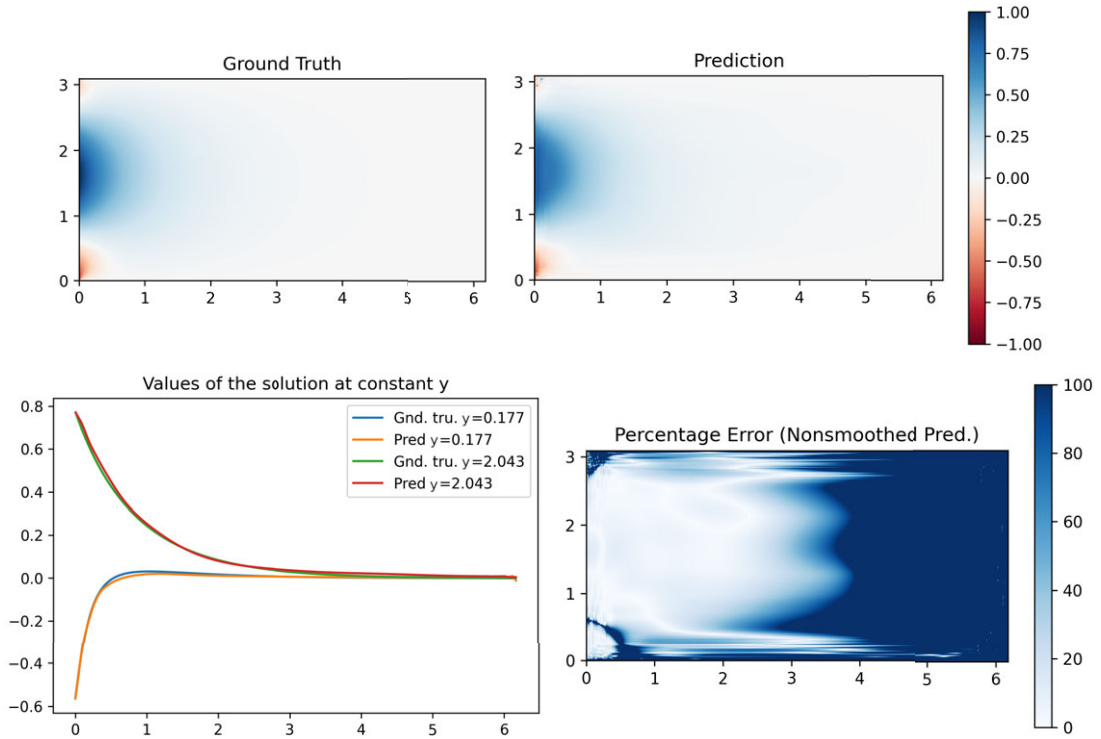 Ground Truth
3
2
1
0
0 1 2 3 4 5 6
Prediction
3
2
1
0
0 1 2 3 4 5 6
1.00
0.75
0.50
0.25
0.00
−0.25
−0.50
−0.75
−1.00
Values of the solution at constant y
0.8
0.6
0.4
0.2
0.0
−0.2
−0.4
−0.6
0 1 2 3 4 5 6
Gnd. tru. y=0.177
Pred y=0.177
Gnd. tru. y=2.043
Pred y=2.043
Percentage Error (Nonsmoothed Pred.)
3
2
1
0
0 1 2 3 4 5 6
100
80
60
40
20
0